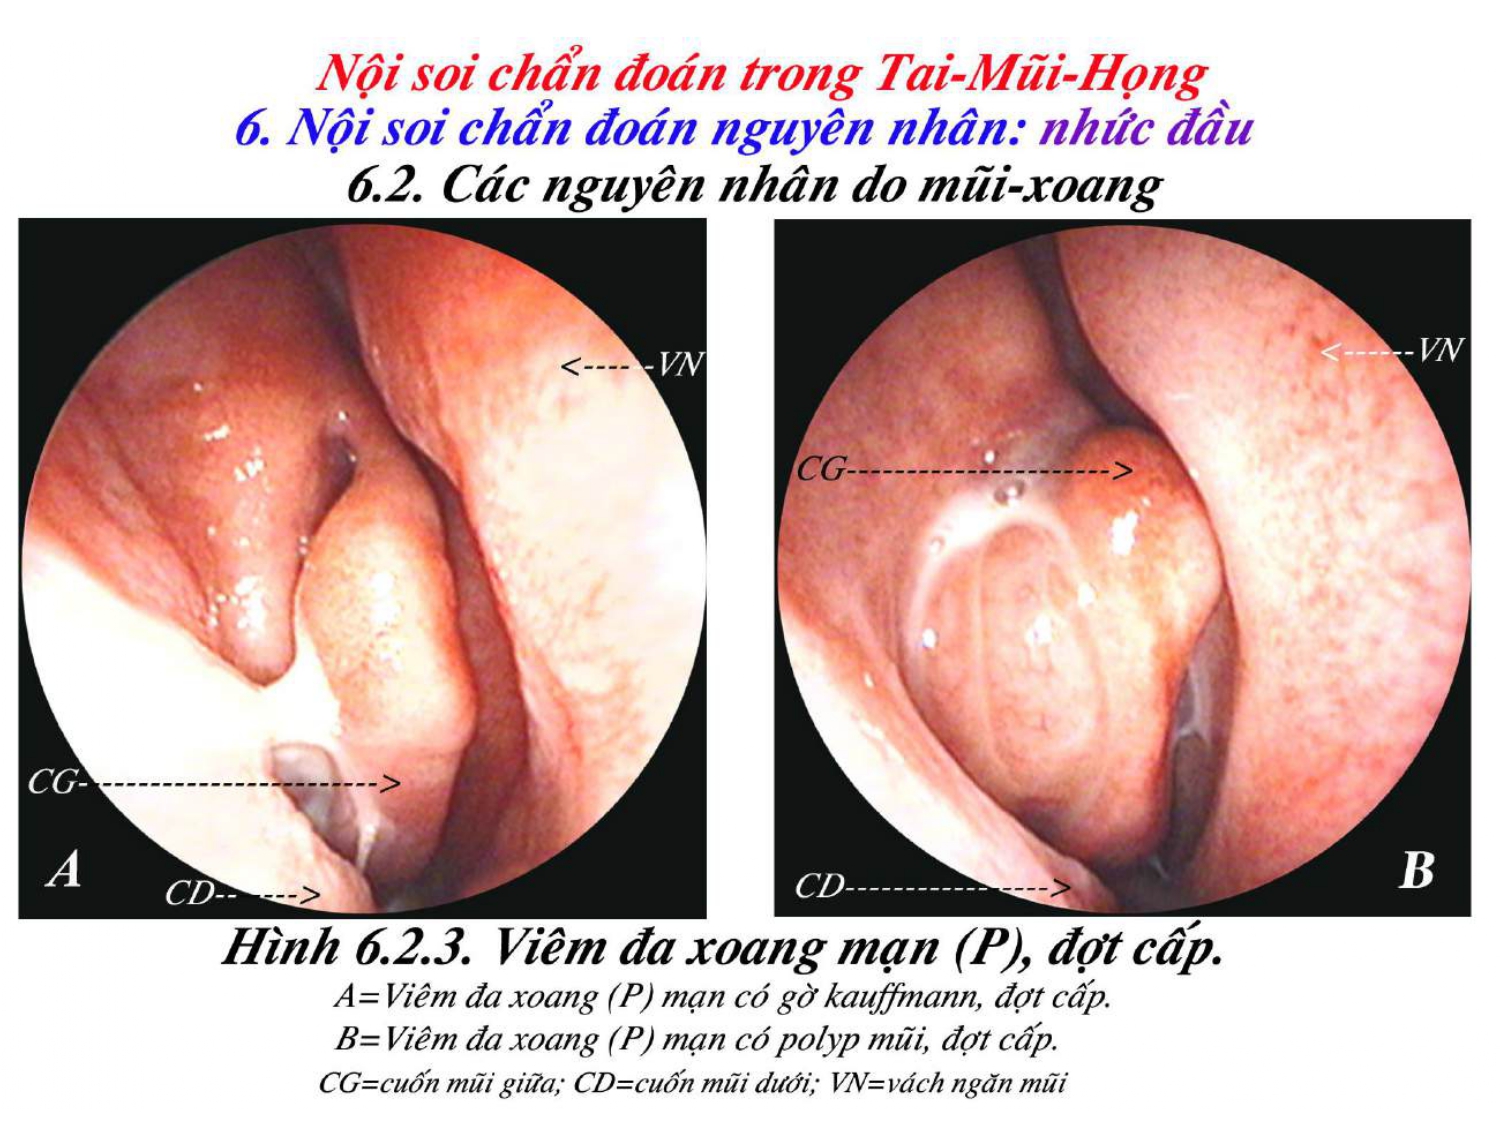 Nội soi chẩn đoán trong Tai-Mũi-Họng
6. Nội soi chẩn đoán nguyên nhân: nhức đầu
6.2. Các nguyên nhân do mũi-xoang
<------VN
<------VN
CG---------------------->
CG------------------------->
A
CD------->
B
CD----------------->
Hình 6.2.3. Viêm đa xoang mạn (P), đợt cấp.
A=Viêm đa xoang (P) mạn có gờ kauffmann, đợt cấp.
B=Viêm đa xoang (P) mạn có polyp mũi, đợt cấp.
CG=cuốn mũi giữa; CD=cuốn mũi dưới; VN=vách ngăn mũi